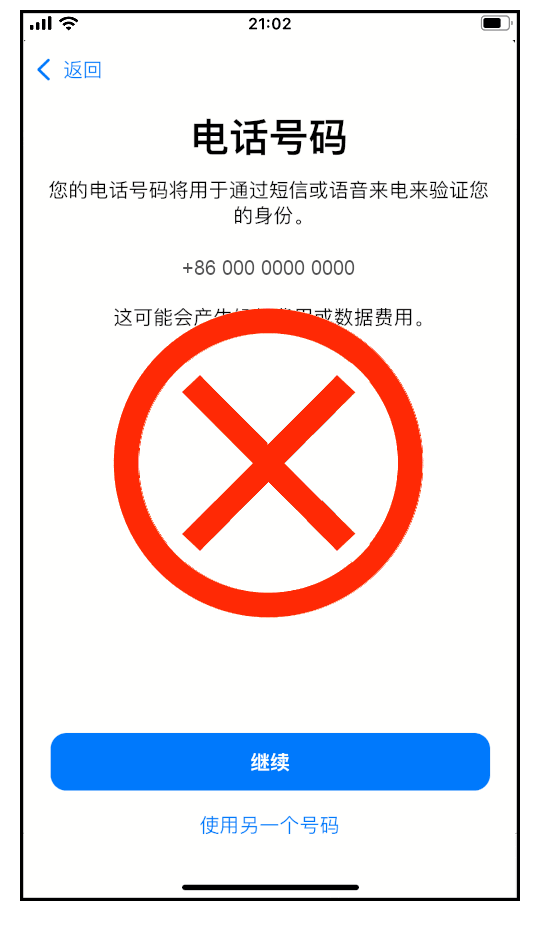 21:02
返回
电话号码
您的电话号码将用于通过短信或语音来电来验证您
的身份。
+86 000 0000 0000
这可能会产生 费用或数据费用。
继续
使用另一个号码